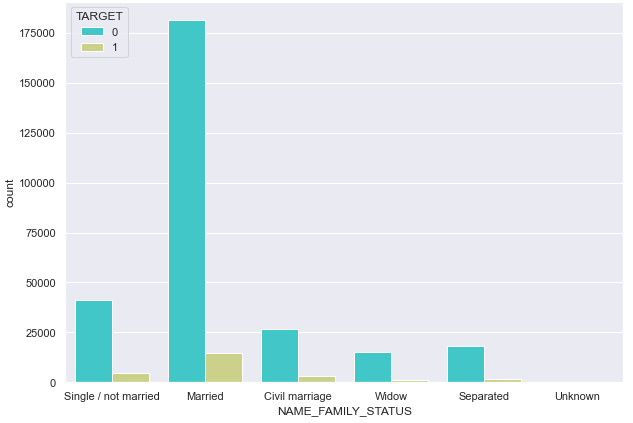 TARGET
0
1
175000
150000
125000
100000
75000
50000
25000
0
count
Single / not married Married Civil marriage Widow Separated Unknown
NAME_FAMILY_STATUS